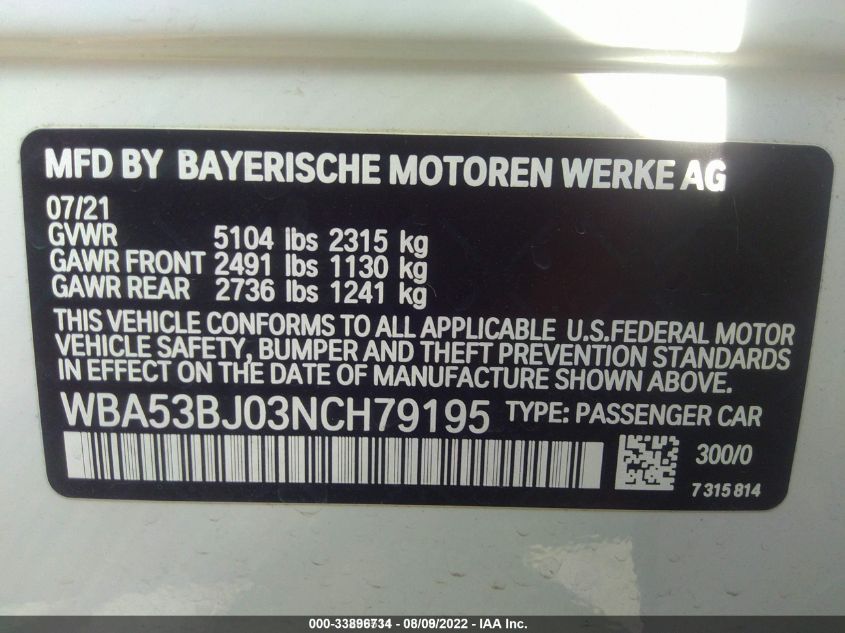 MFD BY BAYERISCHE MOTOREN WERKE AG
07/21
GVWR 5104 lbs 2315 kg
GAWR FRONT 2491 lbs 1130 kg
GAWR REAR 2736 lbs 1241 kg
THIS VEHICLE CONFORMS TO ALL APPLICABLE U.S.FEDERAL MOTOR
VEHICLE SAFETY, BUMPER AND THEFT PREVENTION STANDARDS
IN EFFECT ON THE DATE OF MANUFACTURE SHOWN ABOVE.
WBA53BJ03NCH79195 TYPE: PASSENGER CAR
300/0
7 315 814
000-33896734 - 08/09/2022 - IAA Inc.